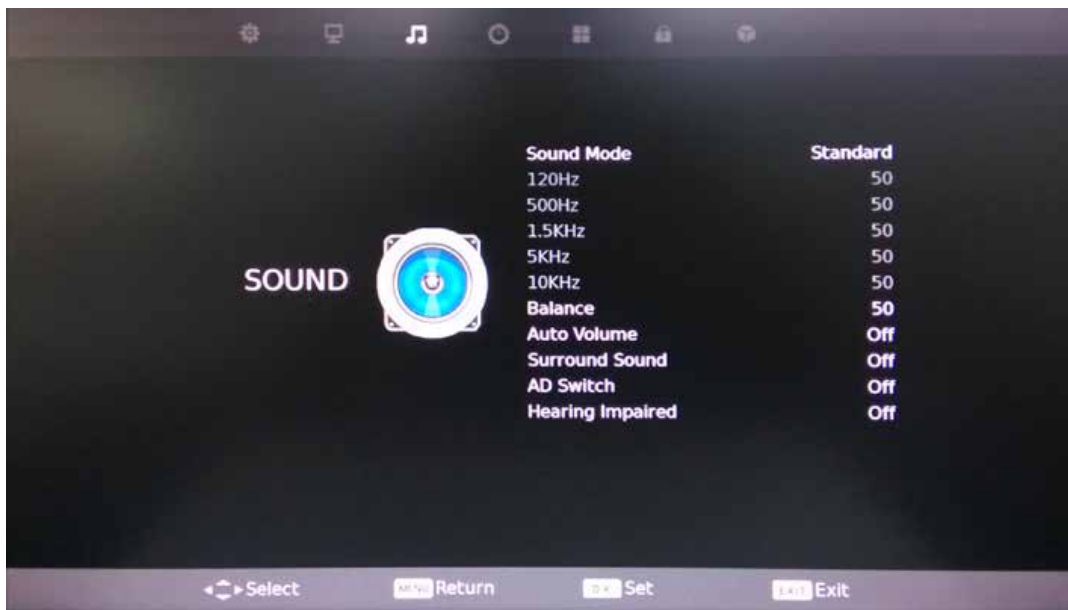 Sound Mode Standard
120Hz 50
500Hz 50
1.5KHz 50
5KHz 50
10KHz 50
SOUND
Balance 50
Auto Volume Off
Surround Sound Off
AD Switch Off
Hearing Impaired Off
Select MENU Return O.K. Set EXIT Exit